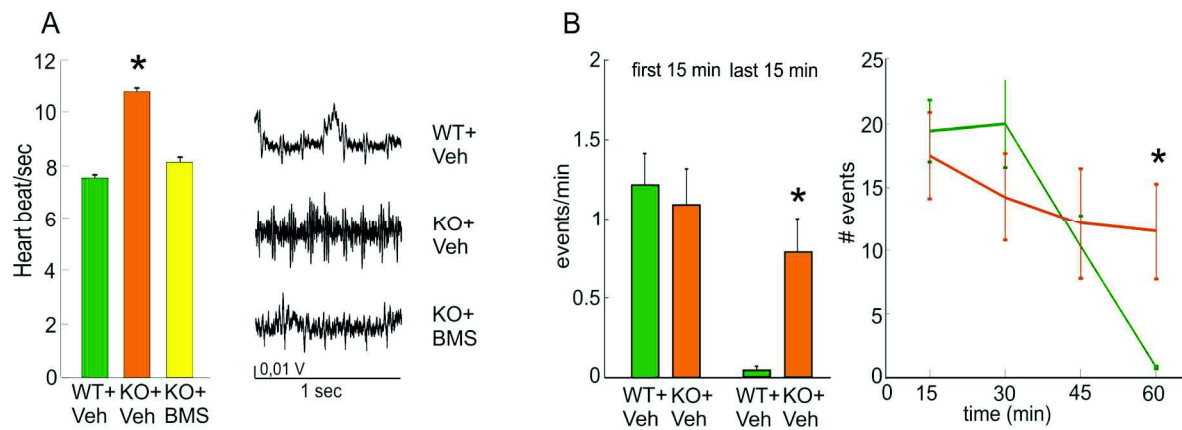 A
Heart beat/sec
12
10
8
6
4
2
0
*
WT+ KO+ KO+
Veh Veh BMS
WT+
Veh
KO+
Veh
KO+
BMS
0,01 V
1 sec
B
events/min
2
1.5
1
0.5
0
first 15 min last 15 min
*
WT+ KO+ WT+ KO+
Veh Veh Veh Veh
# events
25
20
15
10
5
0
*
0 15 30 45 60
time (min)